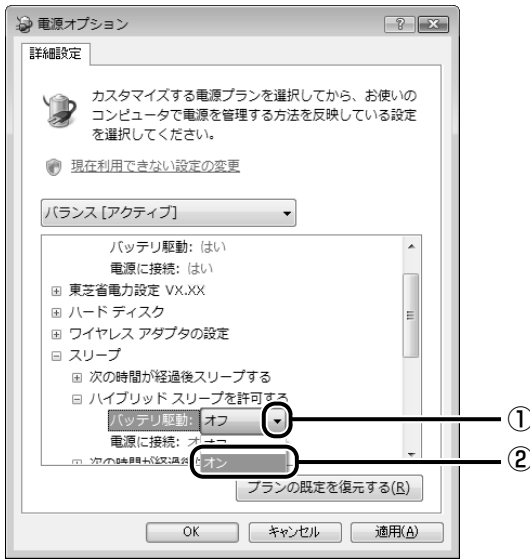 電源オプション
詳細設定
カスタマイズする電源プランを選択してから、お使いの
コンピュータで電源を管理する方法を反映している設定
を選択してください。
現在利用できない設定の変更
バランス [アクティブ]
バッテリ駆動: はい
電源に接続: はい
東芝省電力設定 VX.XX
ハード ディスク
ワイヤレス アダプタの設定
スリープ
次の時間が経過後スリープする
ハイブリッド スリープを許可する
バッテリ駆動: オフ
①
電源に接続: オフ
次の時間が経過後
オン
②
プランの既定を復元する(R)
OK キャンセル 適用(A)